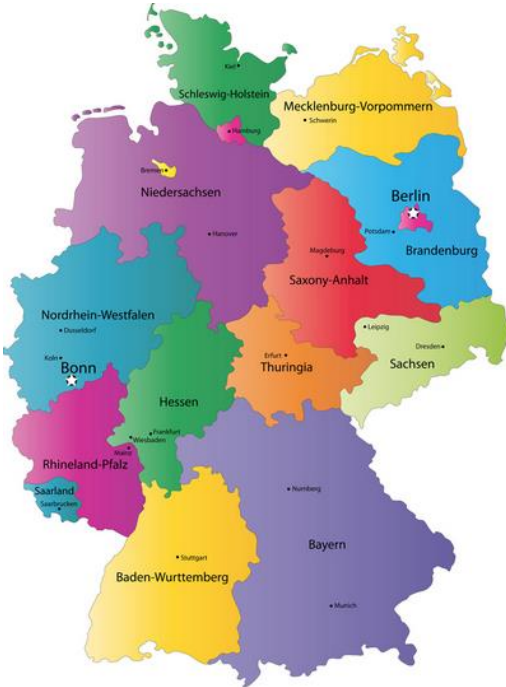 Kiel
Schleswig-Holstein
Mecklenburg-Vorpommern
Schwerin
Hamburg
Bremen
Niedersachsen
Berlin
Potsdam
Hanover
Brandenburg
Magdeburg
Saxony-Anhalt
Nordrhein-Westfalen
Dusseldorf
Leipzig
Dresden
Koln
Bonn
Erfurt
Thuringia
Sachsen
Hessen
Frankfurt
Wiesbaden
Mainz
Rhineland-Pfalz
Saarland
Saarbrucken
Nurnberg
Bayern
Stuttgart
Baden-Wurttemberg
Munich